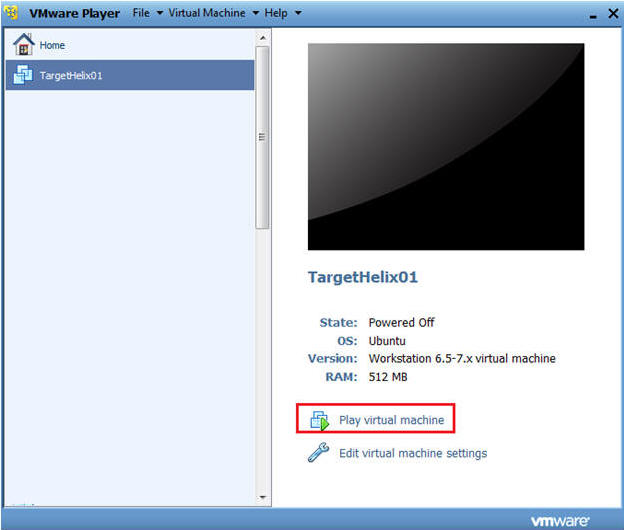 VMware Player File Virtual Machine Help
Home
TargetHelix01
TargetHelix01
State: Powered Off
OS: Ubuntu
Version: Workstation 6.5-7.x virtual machine
RAM: 512 MB
Play virtual machine
Edit virtual machine settings
vmware